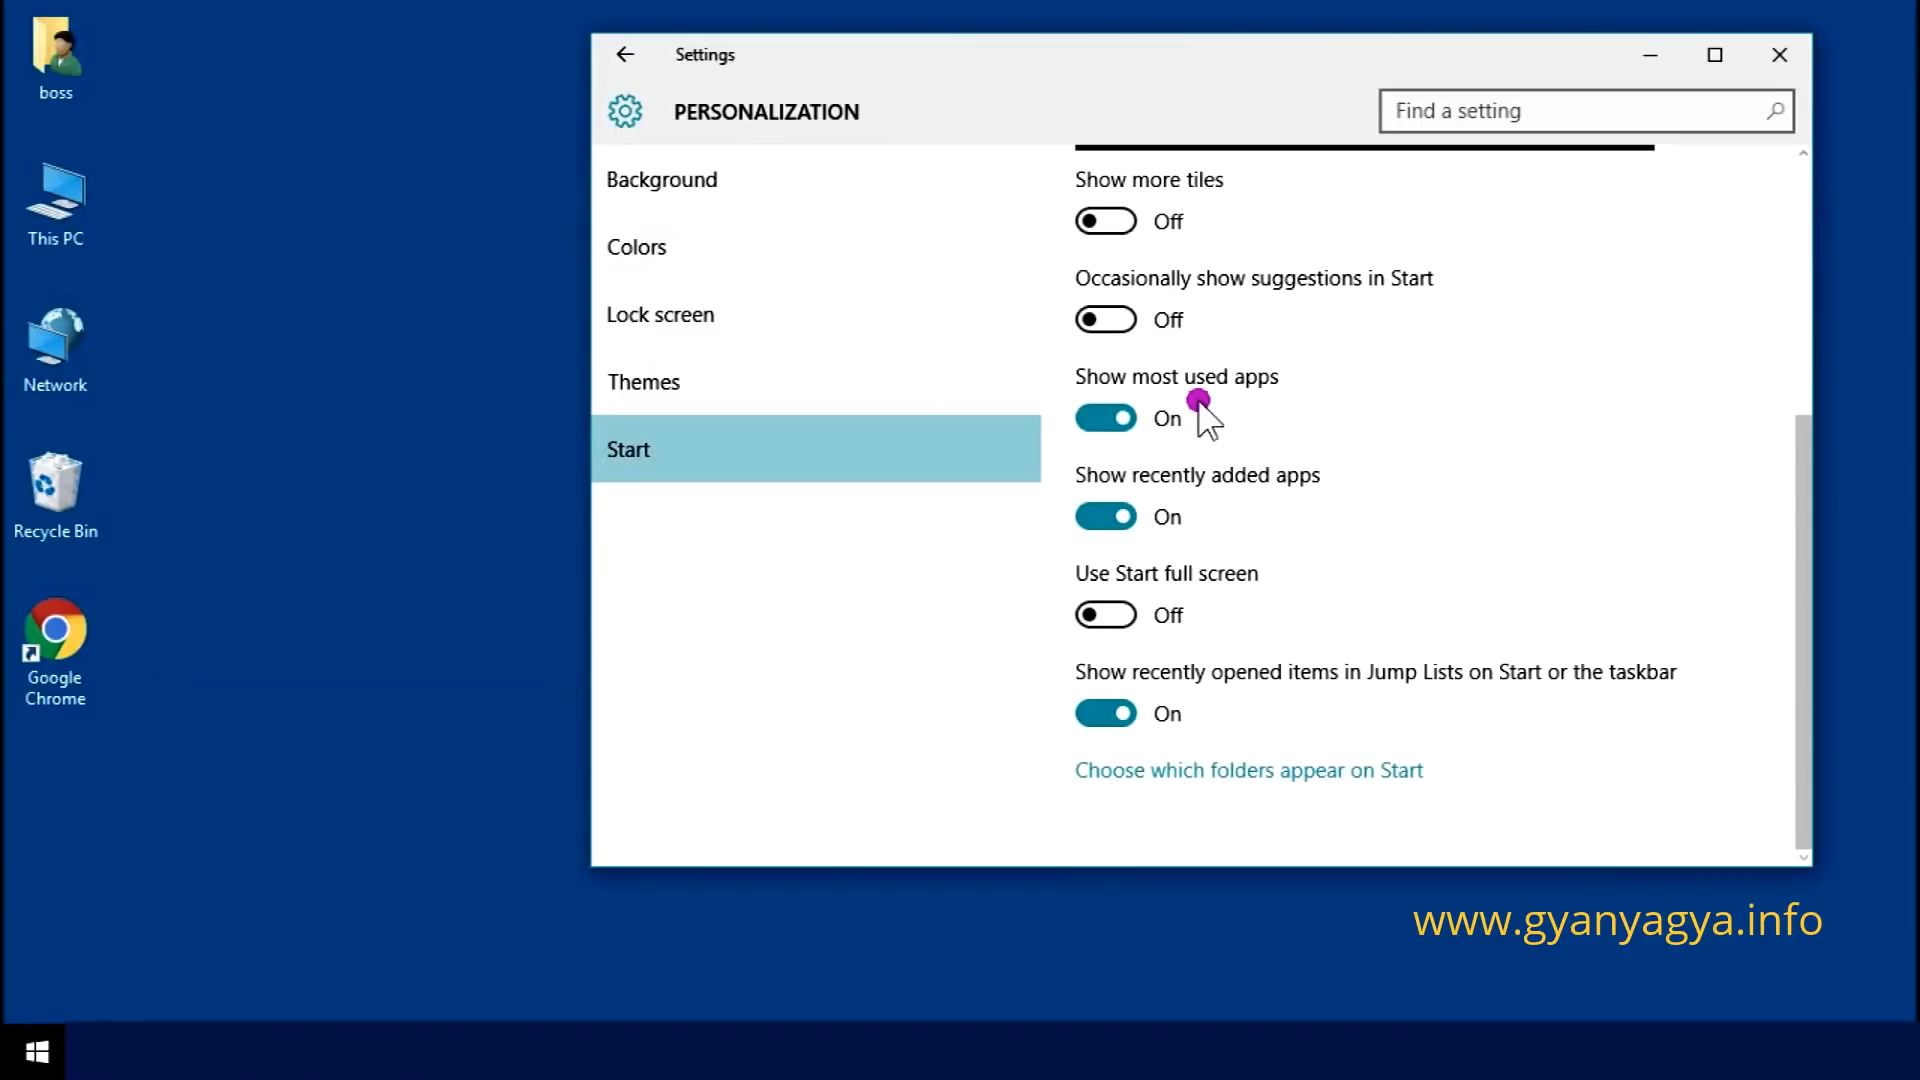 boss
This PC
Network
Recycle Bin
Google
Chrome
Settings
PERSONALIZATION
Find a setting
Background
Colors
Lock screen
Themes
Start
Show more tiles
Off
Occasionally show suggestions in Start
Off
Show most used apps
On
Show recently added apps
On
Use Start full screen
Off
Show recently opened items in Jump Lists on Start or the taskbar
On
Choose which folders appear on Start
www.gyanyagya.info